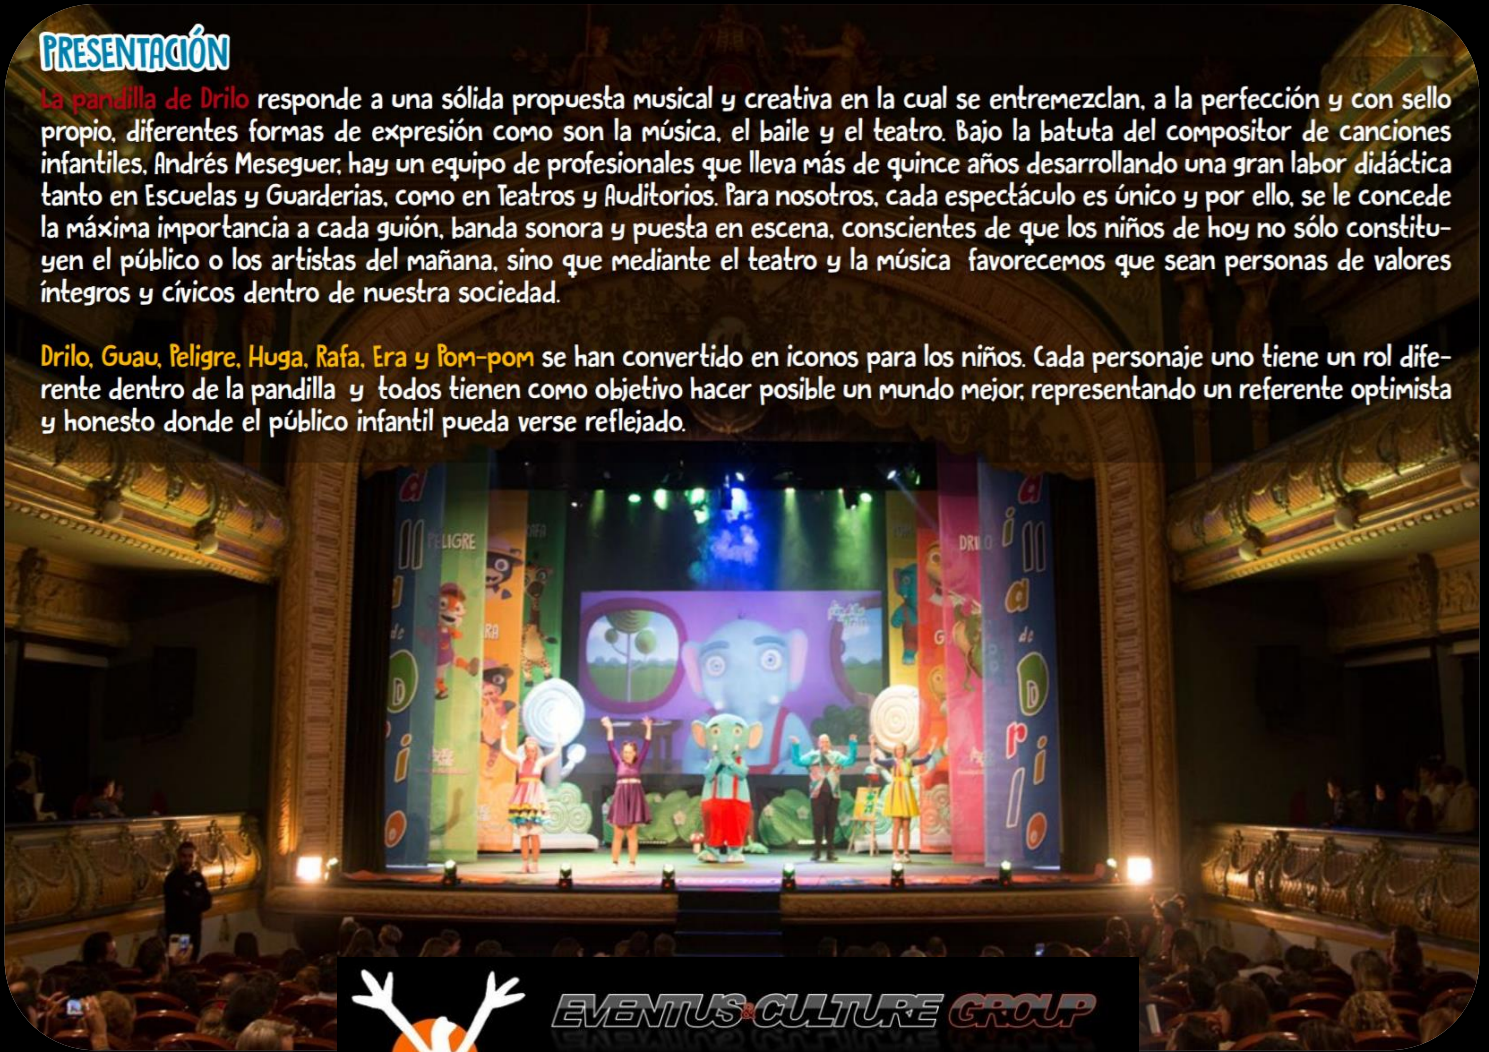 PRESENTACIÓN
La pandilla de Drilo responde a una sólida propuesta musical y creativa en la cual se entremezclan, a la perfección y con sello
propio, diferentes formas de expresión como son la música, el baile y el teatro. Bajo la batuta del compositor de canciones
infantiles, Andrés Meseguer, hay un equipo de profesionales que lleva más de quince años desarrollando una gran labor didáctica
tanto en Escuelas y Guarderias, como en Teatros y Auditorios. Para nosotros, cada espectáculo es único y por ello, se le concede
la máxima importancia a cada guión, banda sonora y puesta en escena, conscientes de que los niños de hoy no sólo constitu-
yen el público o los artistas del mañana, sino que mediante el teatro y la música favorecemos que sean personas de valores
íntegros y cívicos dentro de nuestra sociedad.
Drilo, Guau, Peligre, Huga, Rafa, Era y Pom-pom se han convertido en iconos para los niños. Cada personaje uno tiene un rol dife-
rente dentro de la pandilla y todos tienen como objetivo hacer posible un mundo mejor, representando un referente optimista
y honesto donde el público infantil pueda verse reflejado.
PELIGRE
RAFA
DRILO
EVENTUS&CULTURE GROUP